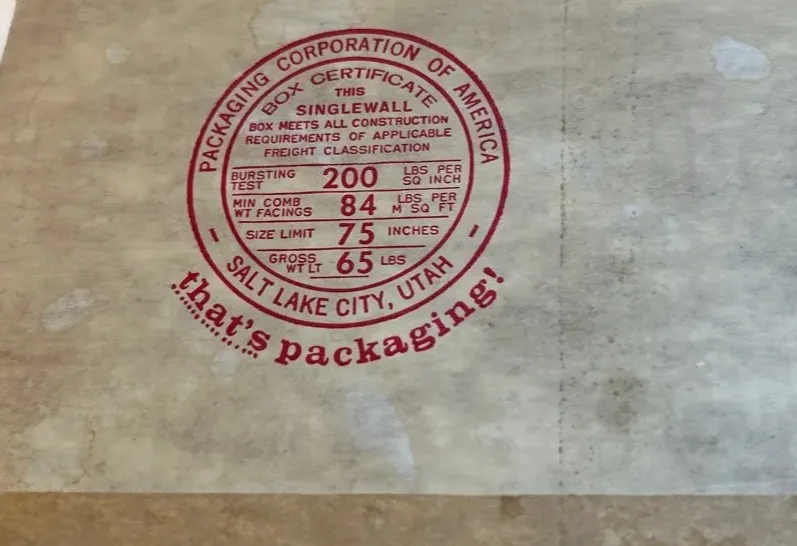 PACKAGING CORPORATION OF AMERICA
BOX CERTIFICATE
THIS
SINGLEWALL
BOX MEETS ALL CONSTRUCTION
REQUIREMENTS OF APPLICABLE
FREIGHT CLASSIFICATION
BURSTING TEST 200 LBS PER SQ INCH
MIN COMB WT FACINGS 84 LBS PER M SQ FT
SIZE LIMIT 75 INCHES
GROSS WT LT 65 LBS
SALT LAKE CITY, UTAH
that's packaging!